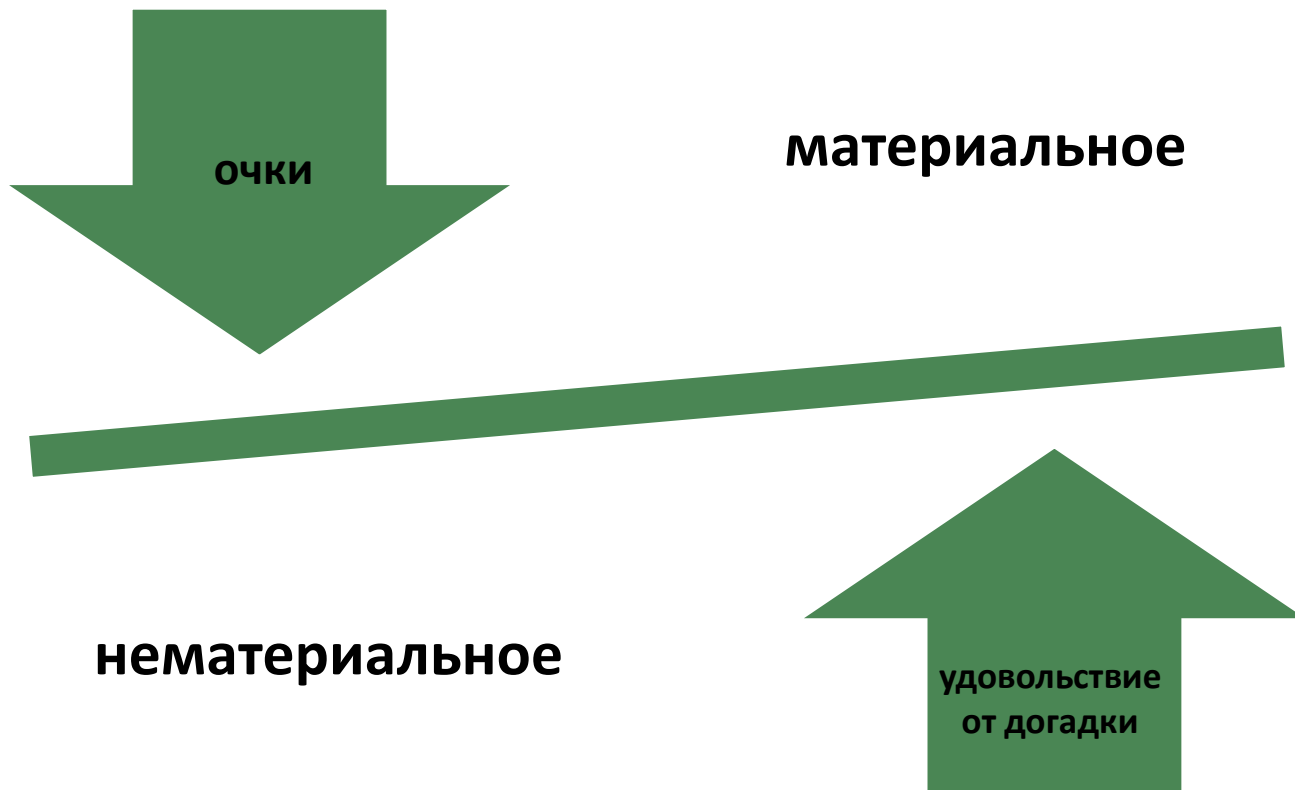 очки
материальное
нематериальное
удовольствие
от догадки